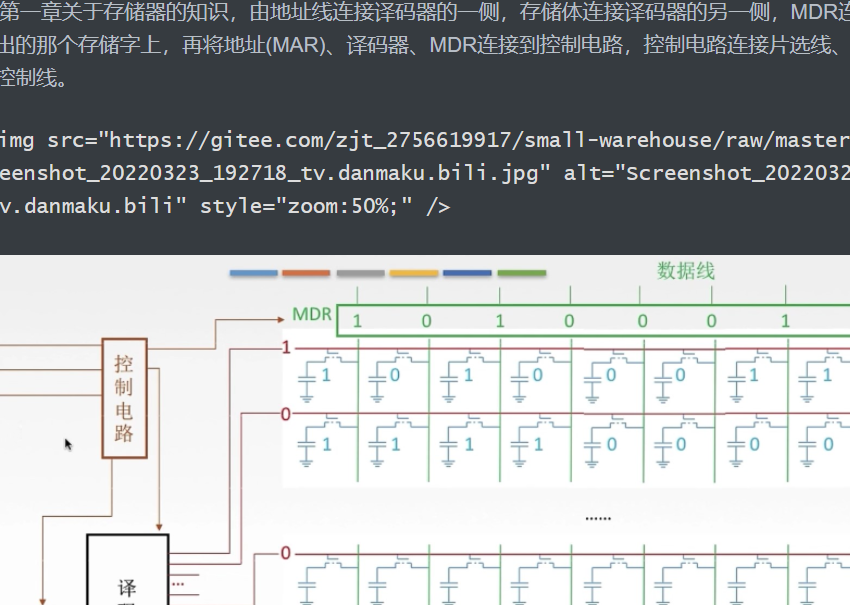 第一章关于存储器的知识，由地址线连接译码器的一侧，存储体连接译码器的另一侧，MDR连
出的那个存储字上，再将地址(MAR)、译码器、MDR连接到控制电路，控制电路连接片选线、
控制线。
img src="https://gitee.com/zjt_2756619917/small-warehouse/raw/master
eenshot_20220323_192718_tv.danmaku.bili.jpg" alt="Screenshot_2022032
v.danmaku.bili" style="zoom:50%;" />
数据线
MDR 1 0 1 0 0 0 1
控制电路
1
1 0 1 0 0 0 1 1
0
1 1 1 1 0 0 0 0
......
0
译
...